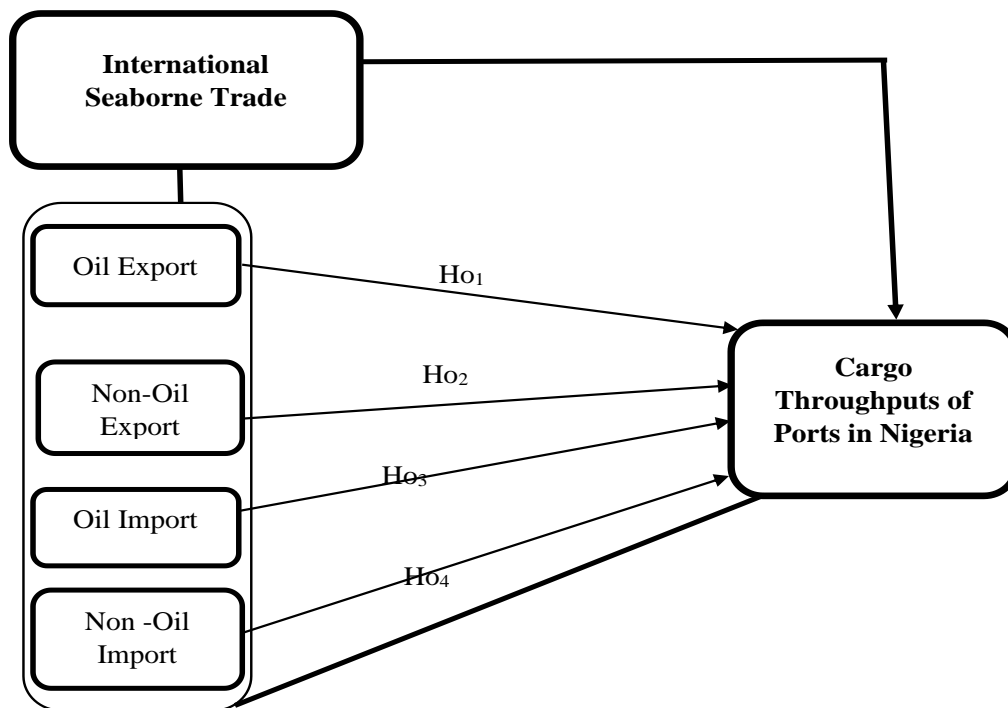 International
Seaborne Trade
Oil Export
Ho₁
Non-Oil
Export
Ho₂
Cargo
Throughputs of
Ports in Nigeria
Oil Import
Ho₃
Non -Oil
Import
Ho₄